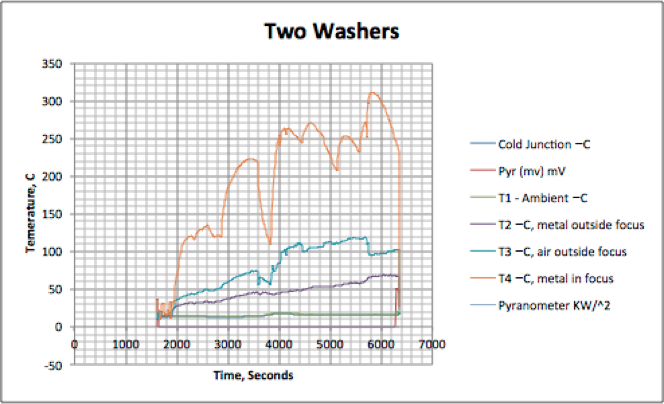 Two Washers
350
300
250
200
150
100
50
0
-50
Temerature, C
0 1000 2000 3000 4000 5000 6000 7000
Time, Seconds
Cold Junction −C
Pyr (mv) mV
T1 - Ambient −C
T2 −C, metal outside focus
T3 −C, air outside focus
T4 −C, metal in focus
Pyranometer KW/^2